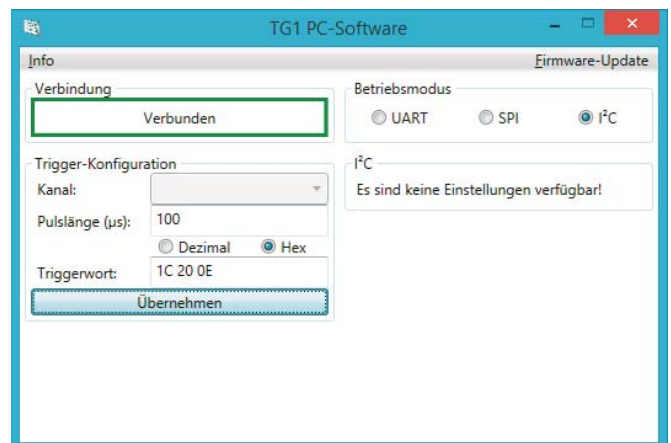 TG1 PC-Software
Info Firmware-Update
Verbindung
Verbunden
Betriebsmodus
UART SPI I²C
Trigger-Konfiguration
Kanal:
Pulslänge (µs): 100
Dezimal Hex
Triggerwort: 1C 20 0E
Übernehmen
I²C
Es sind keine Einstellungen verfügbar!